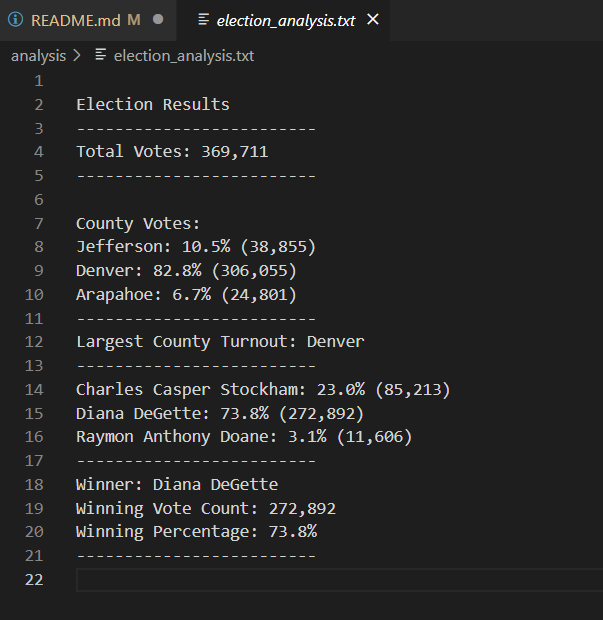 README.md M
election_analysis.txt
analysis > election_analysis.txt
1
2 Election Results
3 -------------------------
4 Total Votes: 369,711
5 -------------------------
6
7 County Votes:
8 Jefferson: 10.5% (38,855)
9 Denver: 82.8% (306,055)
10 Arapahoe: 6.7% (24,801)
11 -------------------------
12 Largest County Turnout: Denver
13 -------------------------
14 Charles Casper Stockham: 23.0% (85,213)
15 Diana DeGette: 73.8% (272,892)
16 Raymon Anthony Doane: 3.1% (11,606)
17 -------------------------
18 Winner: Diana DeGette
19 Winning Vote Count: 272,892
20 Winning Percentage: 73.8%
21 -------------------------
22